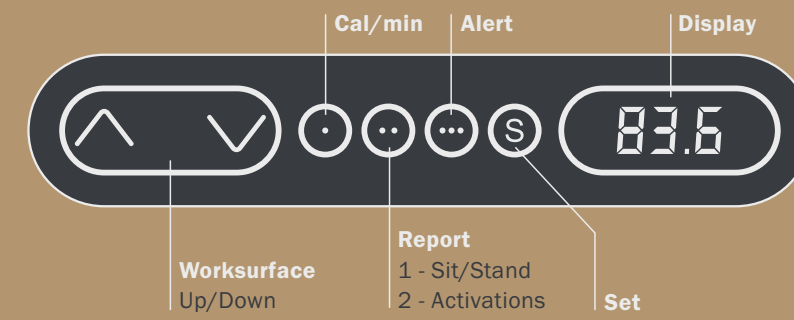 Cal/min
Alert
Display
S
83.6
Worksurface
Up/Down
Report
1 - Sit/Stand
2 - Activations
Set